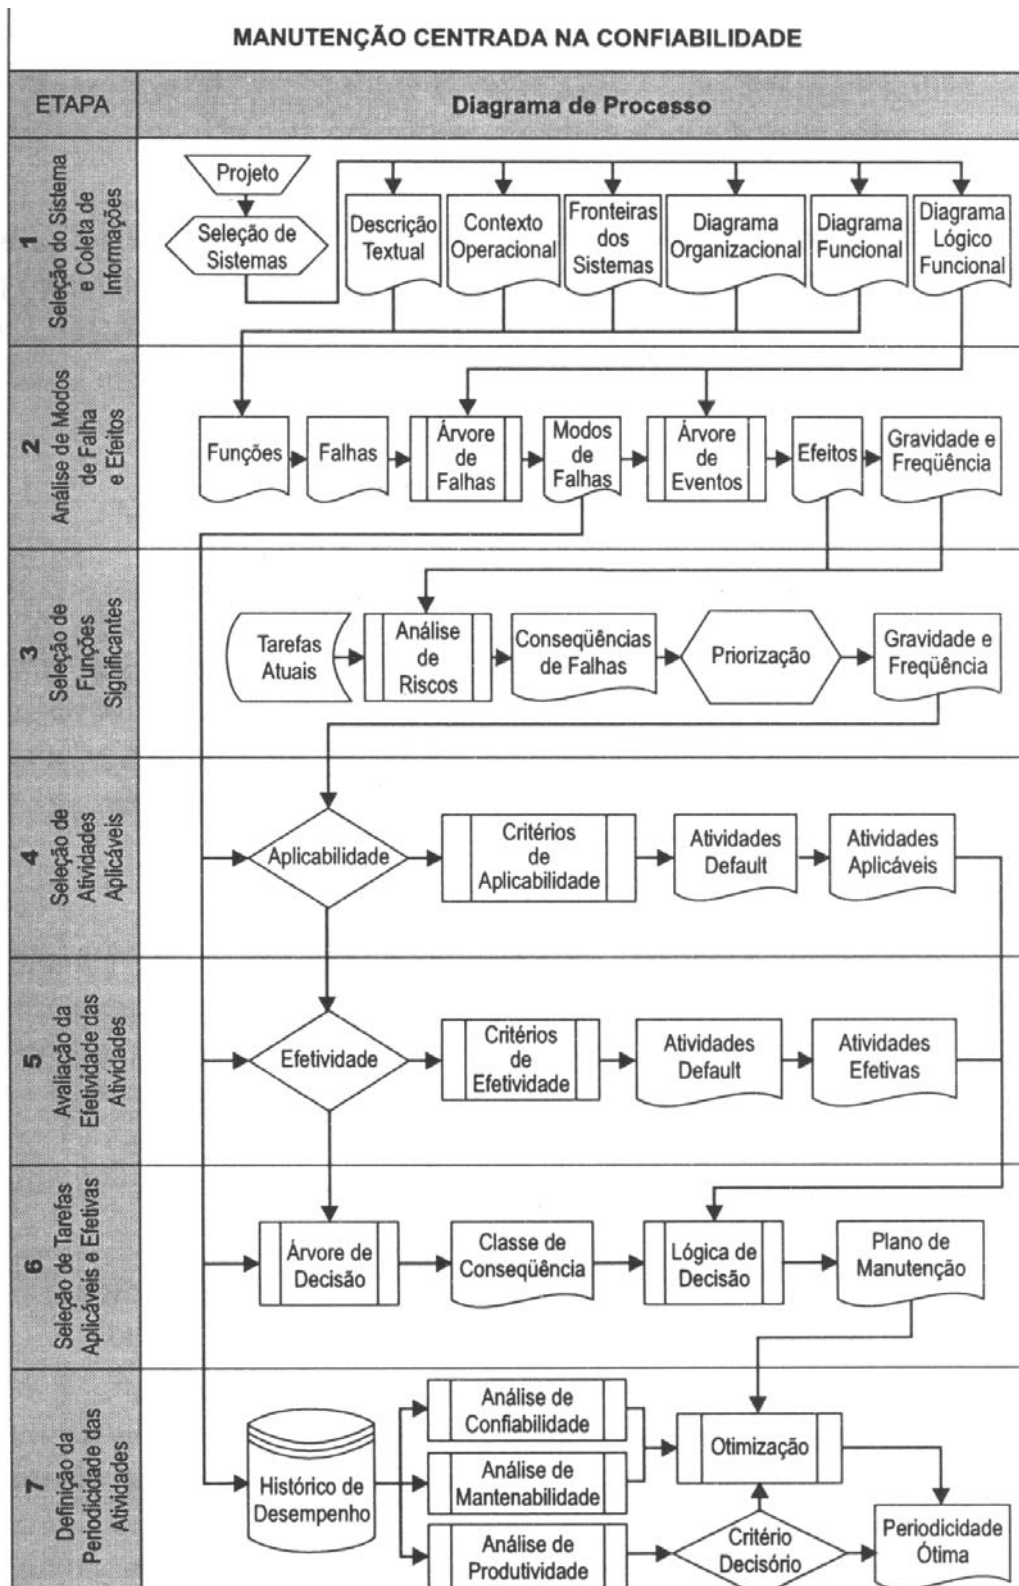 MANUTENÇÃO CENTRADA NA CONFIABILIDADE
ETAPA
Diagrama de Processo
1
Seleção do Sistema
e Coleta de
Informações
Projeto
Seleção de
Sistemas
Descrição
Textual
Contexto
Operacional
Fronteiras
dos
Sistemas
Diagrama
Organizacional
Diagrama
Funcional
Diagrama
Lógico
Funcional
2
Análise de Modos
de Falha
e Efeitos
Funções
Falhas
Árvore
de
Falhas
Modos
de
Falhas
Árvore
de
Eventos
Efeitos
Gravidade e
Freqüência
3
Seleção de
Funções
Significantes
Tarefas
Atuais
Análise
de
Riscos
Conseqüências
de Falhas
Priorização
Gravidade e
Freqüência
4
Seleção de
Atividades
Aplicáveis
Aplicabilidade
Critérios
de
Aplicabilidade
Atividades
Default
Atividades
Aplicáveis
5
Avaliação da
Efetividade das
Atividades
Efetividade
Critérios
de
Efetividade
Atividades
Default
Atividades
Efetivas
6
Seleção de Tarefas
Aplicáveis e Efetivas
Árvore de
Decisão
Classe de
Conseqüência
Lógica de
Decisão
Plano de
Manutenção
7
Definição da
Periodicidade das
Atividades
Histórico de
Desempenho
Análise de
Confiabilidade
Análise de
Mantenabilidade
Análise de
Produtividade
Otimização
Critério
Decisório
Periodicidade
Ótima